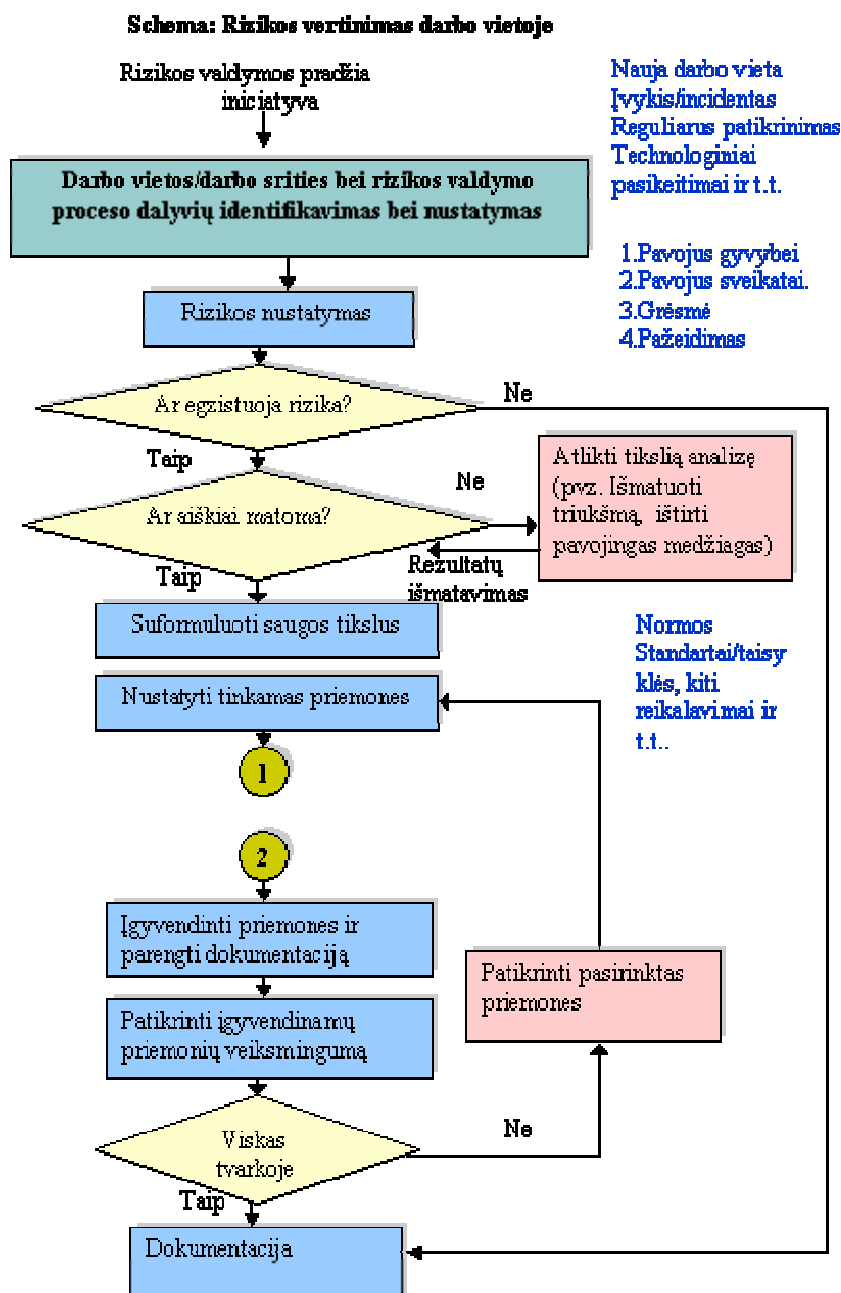 Schema: Rizikos vertinimas darbo vietoje
Rizikos valdymos pradžia
iniciatyva
Nauja darbo vieta
Įvykis/incidentas
Reguliarus patikrinimas
Technologiniai
pasikeitimai ir t.t.
Darbo vietos/darbo srities bei rizikos valdymo
proceso dalyvių identifikavimas bei nustatymas
1.Pavojus gyvybei
2.Pavojus sveikatai.
3.Grėsmė
4.Pažeidimas
Rizikos nustatymas
Ar egzistuoja rizika?
Ne
Taip
Ar aiškiai matoma?
Ne
Atlikti tikslią analizę
(pvz. Išmatuoti
triukšmą, ištirti
pavojingas medžiagas)
Taip
Rezultatų
išmatavimas
Suformuluoti saugos tikslus
Normos
Standartai/taisy
klės, kiti
reikalavimai ir
t.t..
Nustatyti tinkamas priemones
1
2
Įgyvendinti priemones ir
parengti dokumentaciją
Patikrinti pasirinktas
priemones
Patikrinti įgyvendinamų
priemonių veiksmingumą
Viskas
tvarkoje
Ne
Taip
Dokumentacija